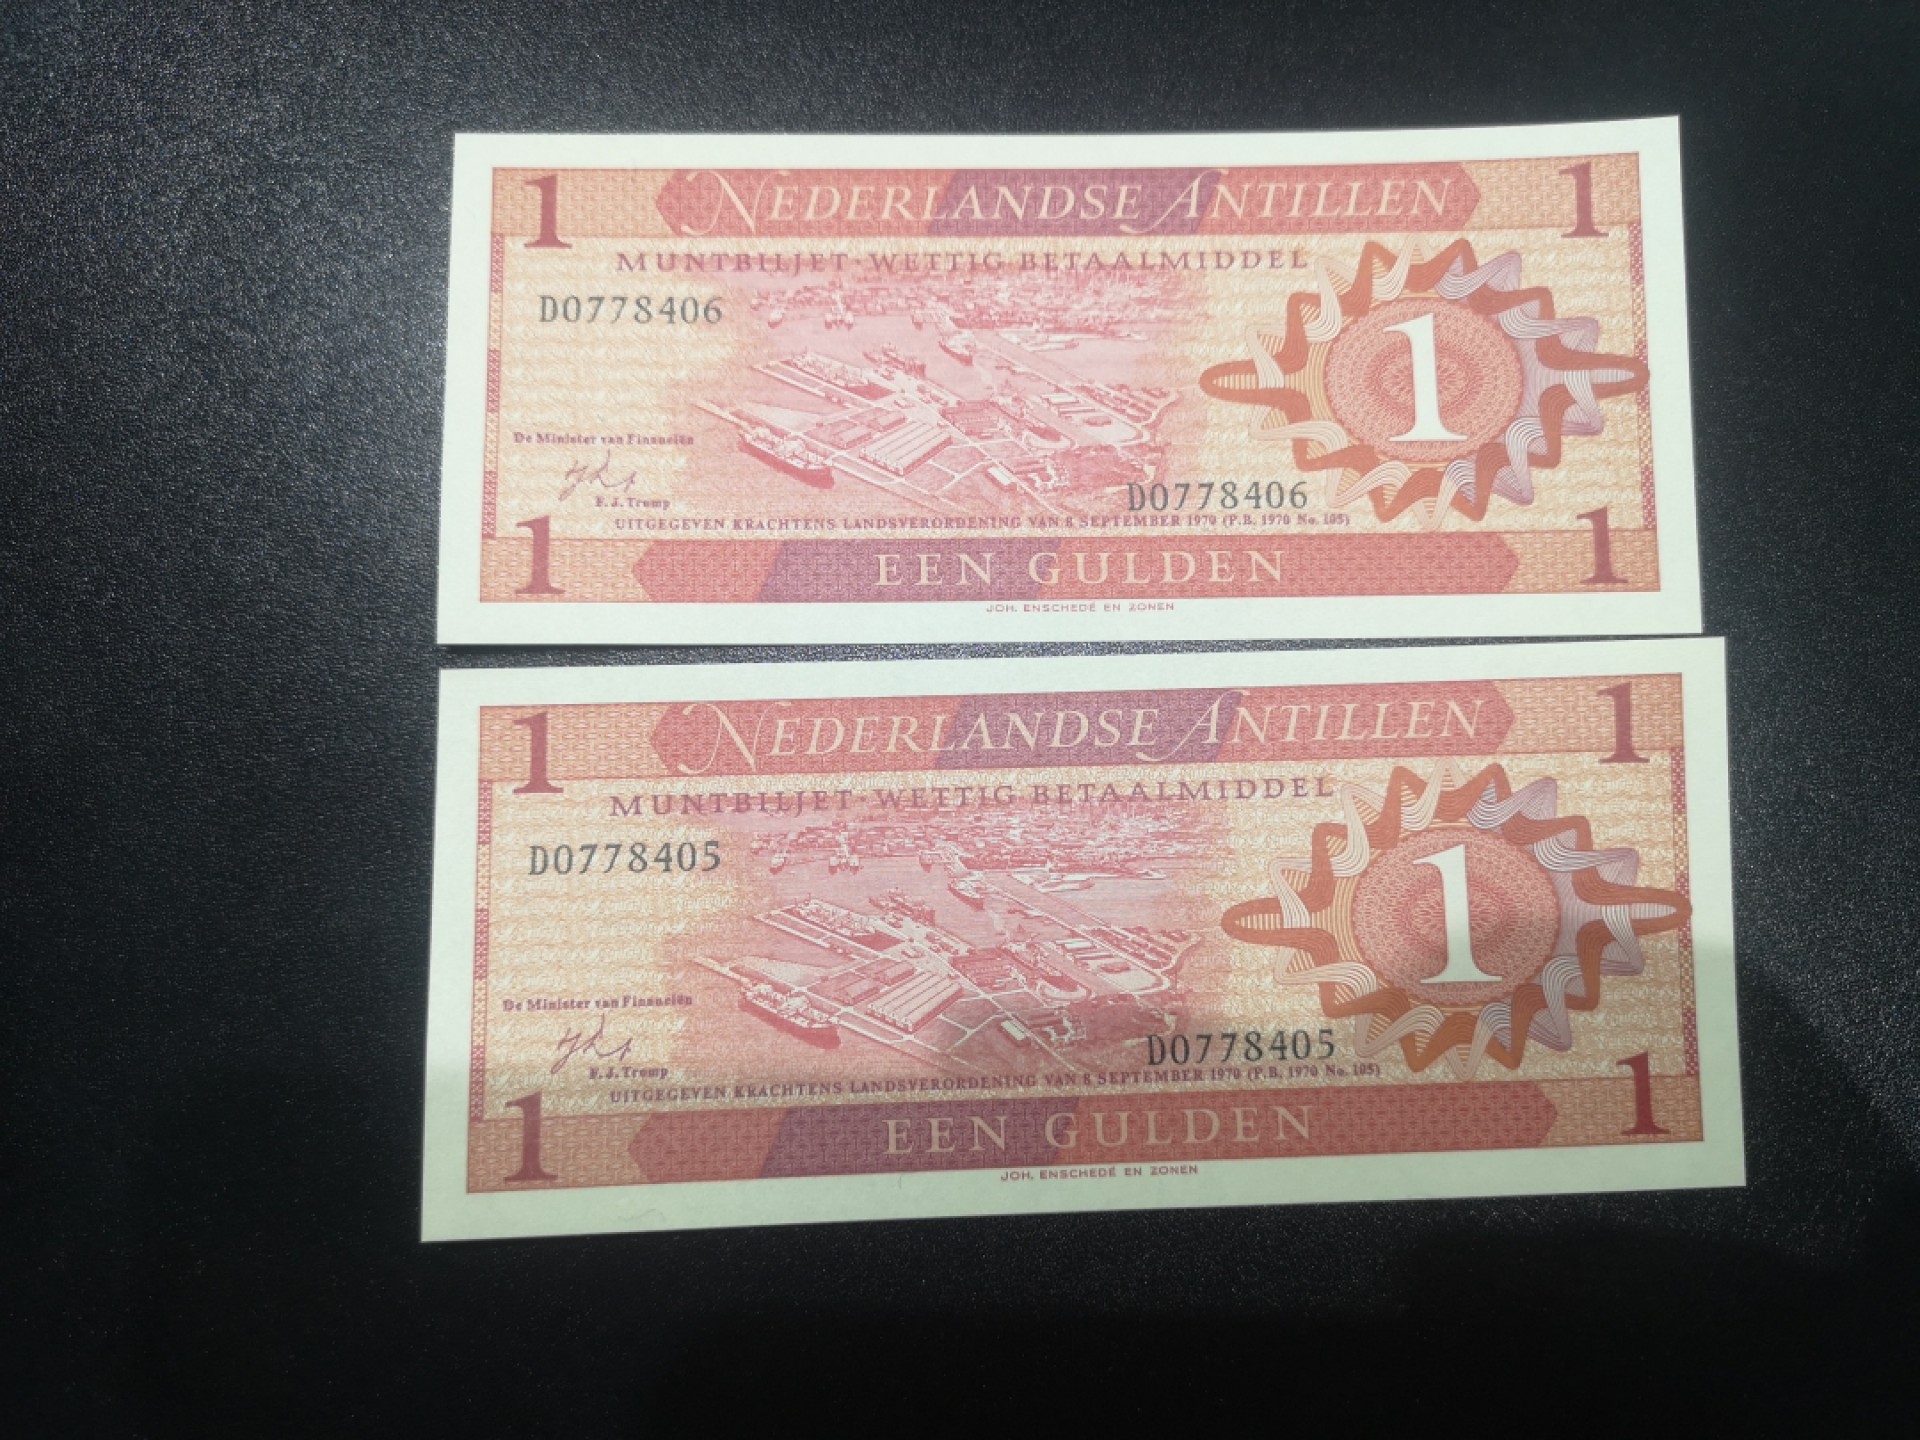 1 NEDERLANDSE ANTILLEN 1
MUNTBILJET·WETTIG BETAALMIDDEL
D0778406
1
De Minister van Financiën
E. J. Tromp
D0778406
UITGEGEVEN KRACHTENS LANDSVERORDENING VAN 8 SEPTEMBER 1970 (P.B. 1970 No. 105)
1 EEN GULDEN 1
JOH. ENSCHEDÉ EN ZONEN
1 NEDERLANDSE ANTILLEN 1
MUNTBILJET·WETTIG BETAALMIDDEL
D0778405
1
De Minister van Financiën
E. J. Tromp
D0778405
UITGEGEVEN KRACHTENS LANDSVERORDENING VAN 8 SEPTEMBER 1970 (P.B. 1970 No. 105)
1 EEN GULDEN 1
JOH. ENSCHEDÉ EN ZONEN